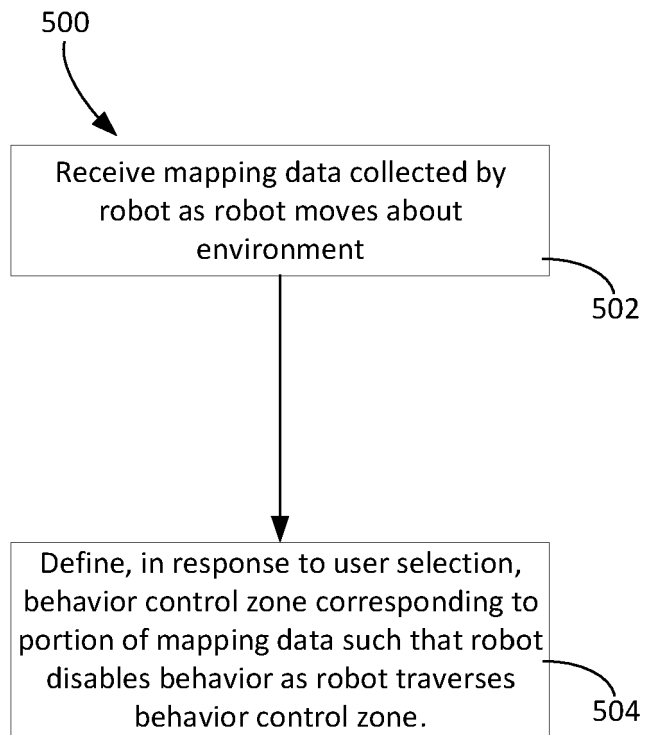 500
Receive mapping data collected by
robot as robot moves about
environment
502
Define, in response to user selection,
behavior control zone corresponding to
portion of mapping data such that robot
disables behavior as robot traverses
behavior control zone.
504